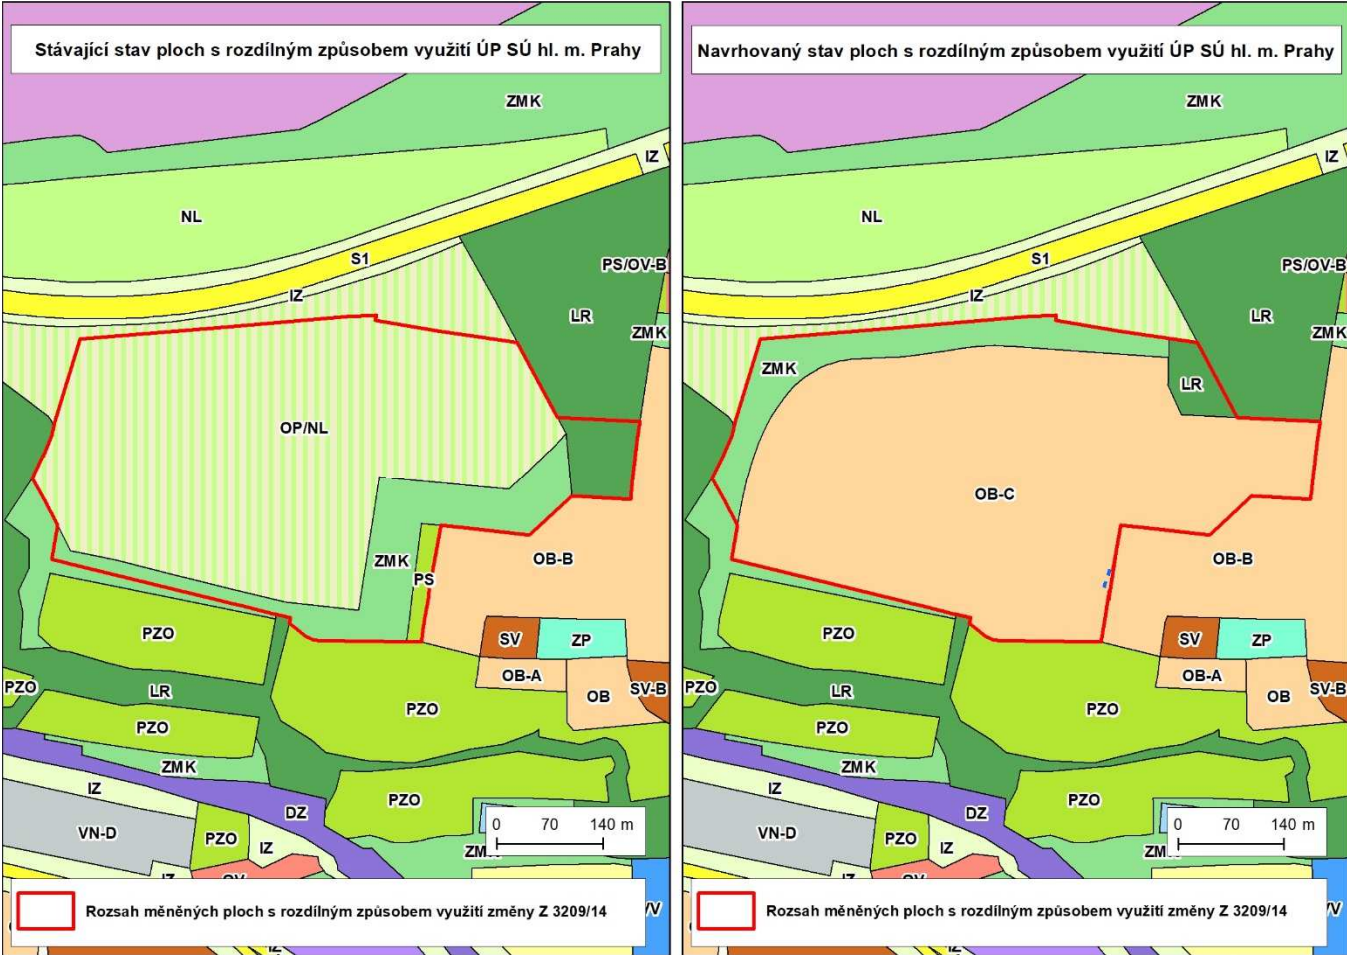 Stávající stav ploch s rozdílným způsobem využití ÚP SÚ hl. m. Prahy
ZMK
IZ
NL
S1
PS/OV-B
IZ
LR
ZMK
OP/NL
ZMK
OB-B
PS
PZO
SV
ZP
OB-A
PZO
LR
OB
SV-B
PZO
PZO
ZMK
IZ
PZO
DZ
VN-D
PZO
IZ
0 70 140 m
IZ
Rozsah měněných ploch s rozdílným způsobem využití změny Z 3209/14
Navrhovaný stav ploch s rozdílným způsobem využití ÚP SÚ hl. m. Prahy
ZMK
IZ
NL
S1
PS/OV-B
IZ
LR
ZMK
ZMK
LR
OB-C
OB-B
PZO
SV
ZP
OB-A
PZO
LR
OB
SV-B
PZO
PZO
ZMK
IZ
PZO
DZ
VN-D
PZO
IZ
ZMK
0 70 140 m
IZ
Rozsah měněných ploch s rozdílným způsobem využití změny Z 3209/14